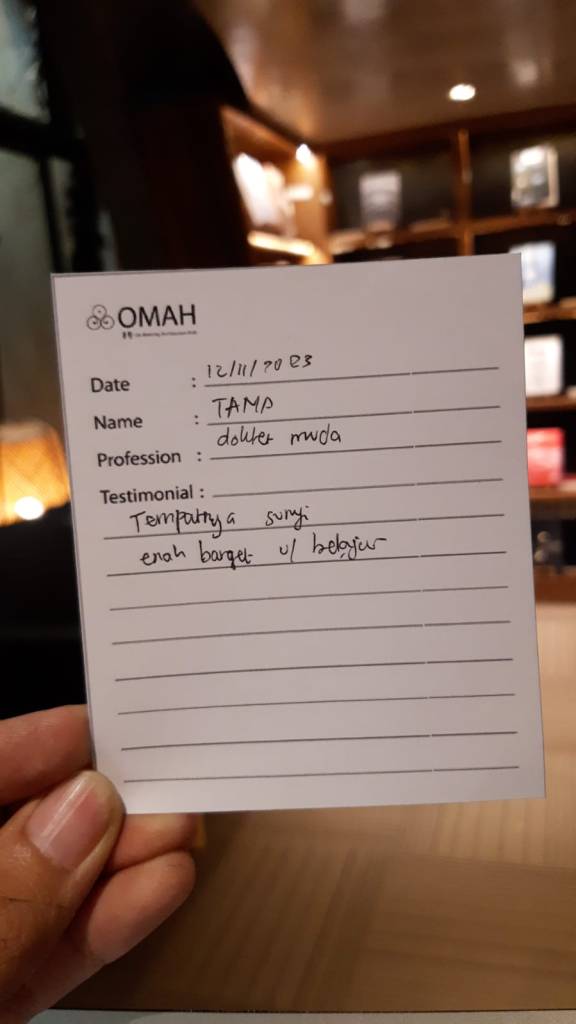 OMAH
Date : 12/11/2023
Name : TAMA
Profession : dokter muda
Testimonial :
Tempatnya sunyi
enak banget u/ belajar